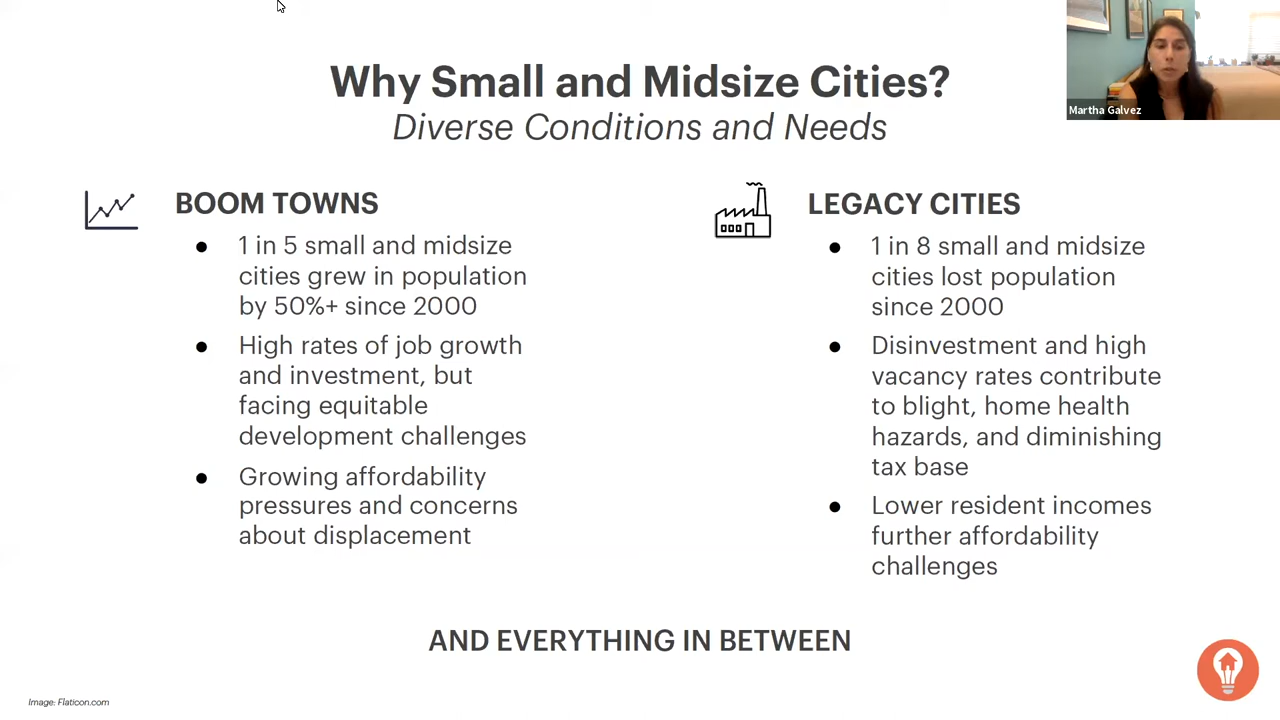 Why Small and Midsize Cities?
Diverse Conditions and Needs
Martha Galvez
BOOM TOWNS
● 1 in 5 small and midsize
cities grew in population
by 50%+ since 2000
● High rates of job growth
and investment, but
facing equitable
development challenges
● Growing affordability
pressures and concerns
about displacement
LEGACY CITIES
● 1 in 8 small and midsize
cities lost population
since 2000
● Disinvestment and high
vacancy rates contribute
to blight, home health
hazards, and diminishing
tax base
● Lower resident incomes
further affordability
challenges
AND EVERYTHING IN BETWEEN
Image: Flaticon.com